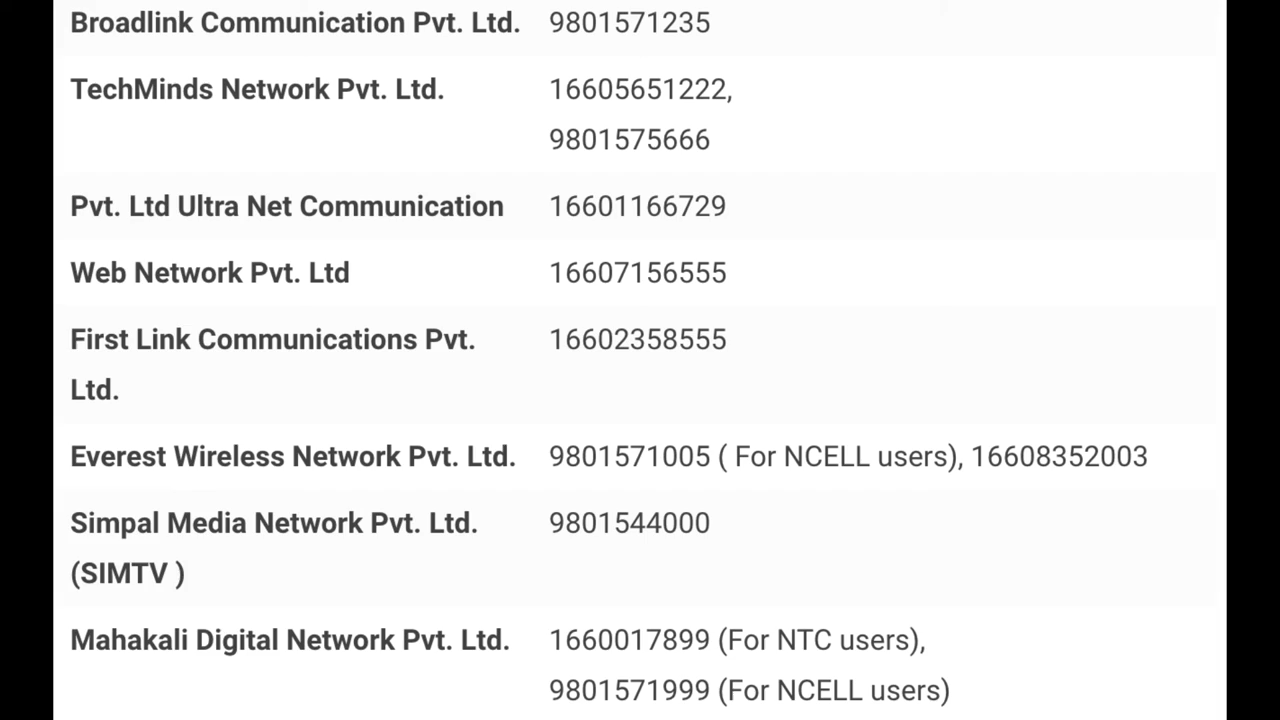 Broadlink Communication Pvt. Ltd. 9801571235
TechMinds Network Pvt. Ltd. 16605651222,
9801575666
Pvt. Ltd Ultra Net Communication 16601166729
Web Network Pvt. Ltd 16607156555
First Link Communications Pvt. 16602358555
Ltd.
Everest Wireless Network Pvt. Ltd. 9801571005 ( For NCELL users), 16608352003
Simpal Media Network Pvt. Ltd. 9801544000
(SIMTV )
Mahakali Digital Network Pvt. Ltd. 1660017899 (For NTC users),
9801571999 (For NCELL users)